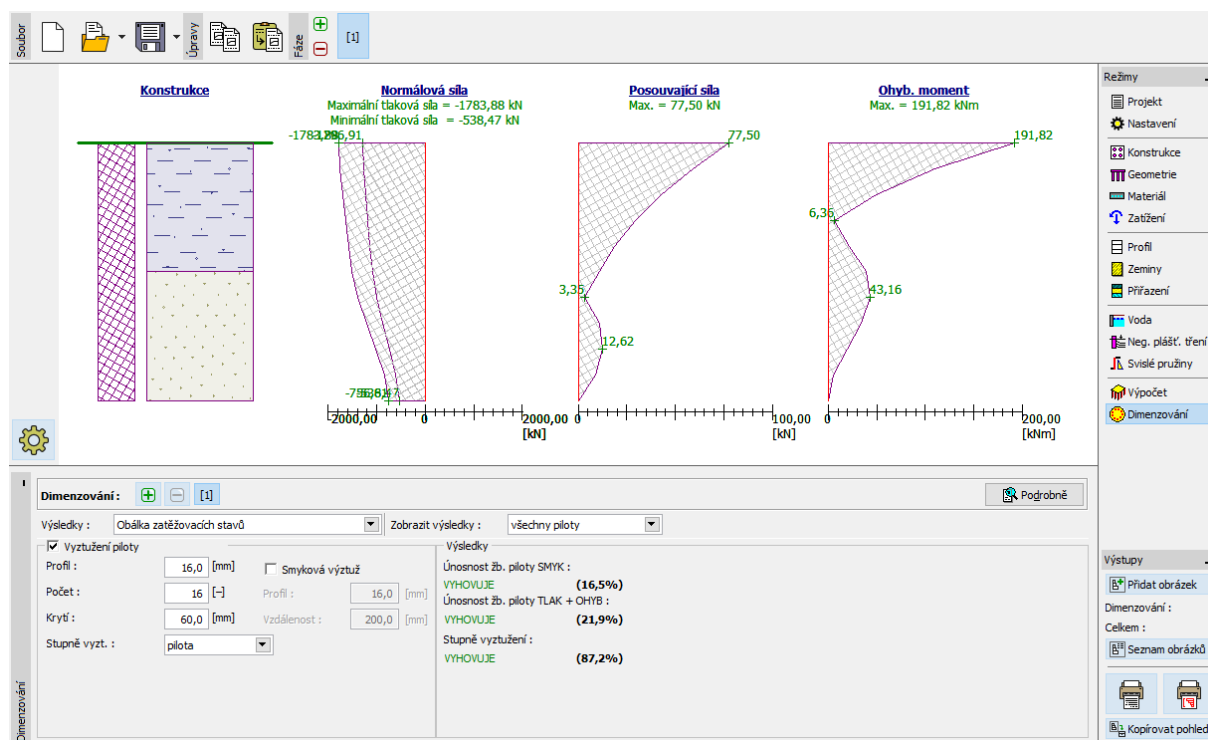 Soubor
Úpravy
Fáze
[1]
Konstrukce
Normálová síla
Maximální tlaková síla = -1783,88 kN
Minimální tlaková síla = -538,47 kN
Posouvající síla
Max. = 77,50 kN
Ohyb. moment
Max. = 191,82 kNm
77,50
191,82
6,35
3,35
43,16
12,62
-2000,00 0 2000,00
[kN]
0 100,00
[kN]
0 200,00
[kNm]
Režimy
Projekt
Nastavení
Konstrukce
Geometrie
Materiál
Zatížení
Profil
Zeminy
Přiřazení
Voda
Neg. plášť. tření
Svislé pružiny
Výpočet
Dimenzování
Dimenzování
Dimenzování :
[1]
Podrobně
Výsledky :
Obálka zatěžovacích stavů
Zobrazit výsledky :
všechny piloty
Vyztužení piloty
Profil :
16,0 [mm]
Smyková výztuž
Počet :
16 [–]
Profil :
16,0 [mm]
Krytí :
60,0 [mm]
Vzdálenost :
200,0 [mm]
Stupně vyzt. :
pilota
Výsledky
Únosnost žb. piloty SMYK :
VYHOVUJE (16,5%)
Únosnost žb. piloty TLAK + OHYB :
VYHOVUJE (21,9%)
Stupně vyztužení :
VYHOVUJE (87,2%)
Výstupy
Přidat obrázek
Dimenzování :
Celkem :
Seznam obrázků
Kopírovat pohled